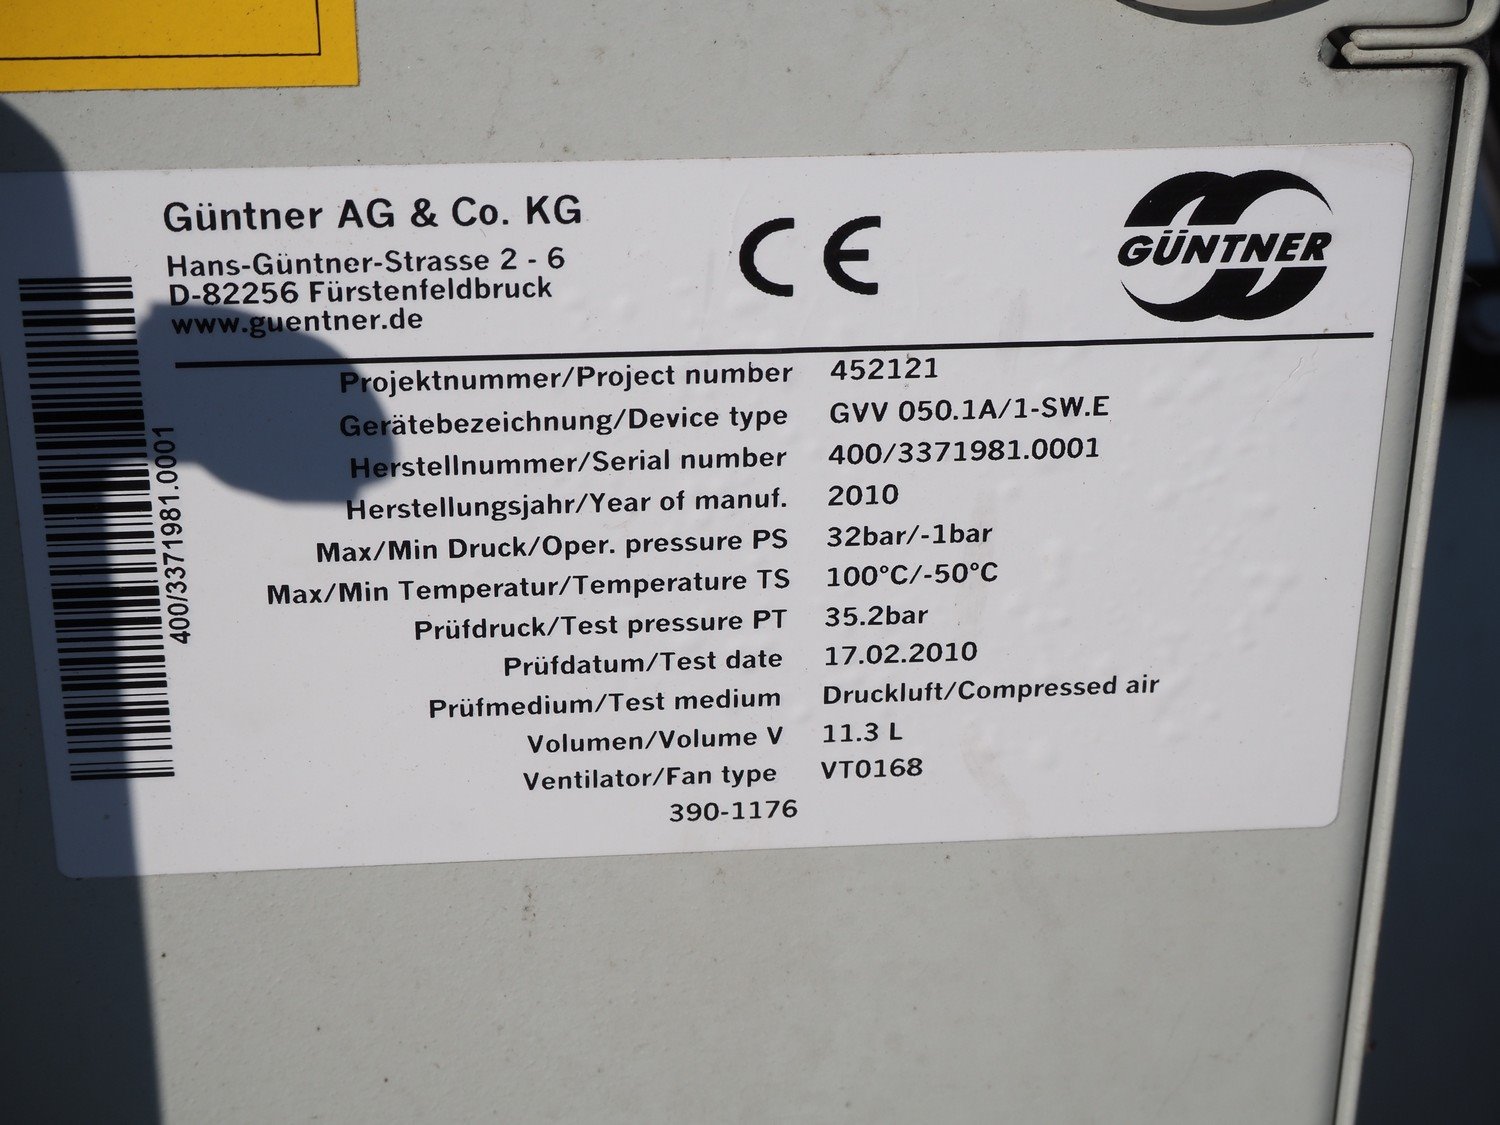 Güntner AG & Co. KG
Hans-Güntner-Strasse 2 - 6
D-82256 Fürstenfeldbruck
www.guentner.de
CE
GÜNTNER
Projektnummer/Project number 452121
Gerätebezeichnung/Device type GVV 050.1A/1-SW.E
Herstellnummer/Serial number 400/3371981.0001
Herstellungsjahr/Year of manuf. 2010
Max/Min Druck/Oper. pressure PS 32bar/-1bar
Max/Min Temperatur/Temperature TS 100°C/-50°C
Prüfdruck/Test pressure PT 35.2bar
Prüfdatum/Test date 17.02.2010
Prüfmedium/Test medium Druckluft/Compressed air
Volumen/Volume V 11.3 L
Ventilator/Fan type VT0168
390-1176
400/3371981.0001